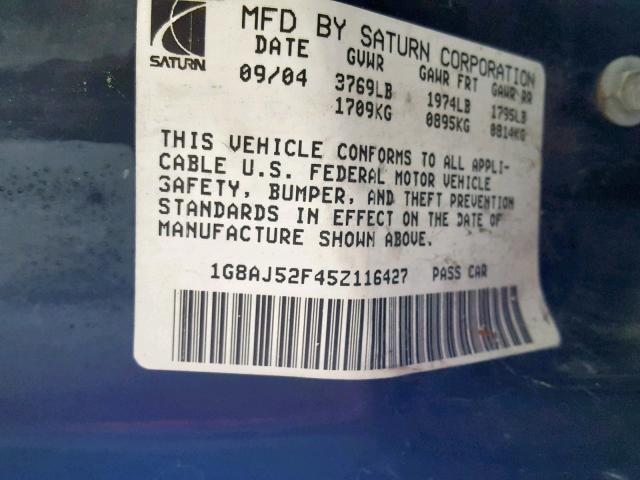 SATURN
MFD BY SATURN CORPORATION
DATE GVWR GAWR FRT GAWR RR
09/04 3769LB 1974LB 1795LB
1709KG 0895KG 0814KG
THIS VEHICLE CONFORMS TO ALL APPLI-
CABLE U.S. FEDERAL MOTOR VEHICLE
SAFETY, BUMPER, AND THEFT PREVENTION
STANDARDS IN EFFECT ON THE DATE OF
MANUFACTURE SHOWN ABOVE.
1G8AJ52F45Z116427 PASS CAR